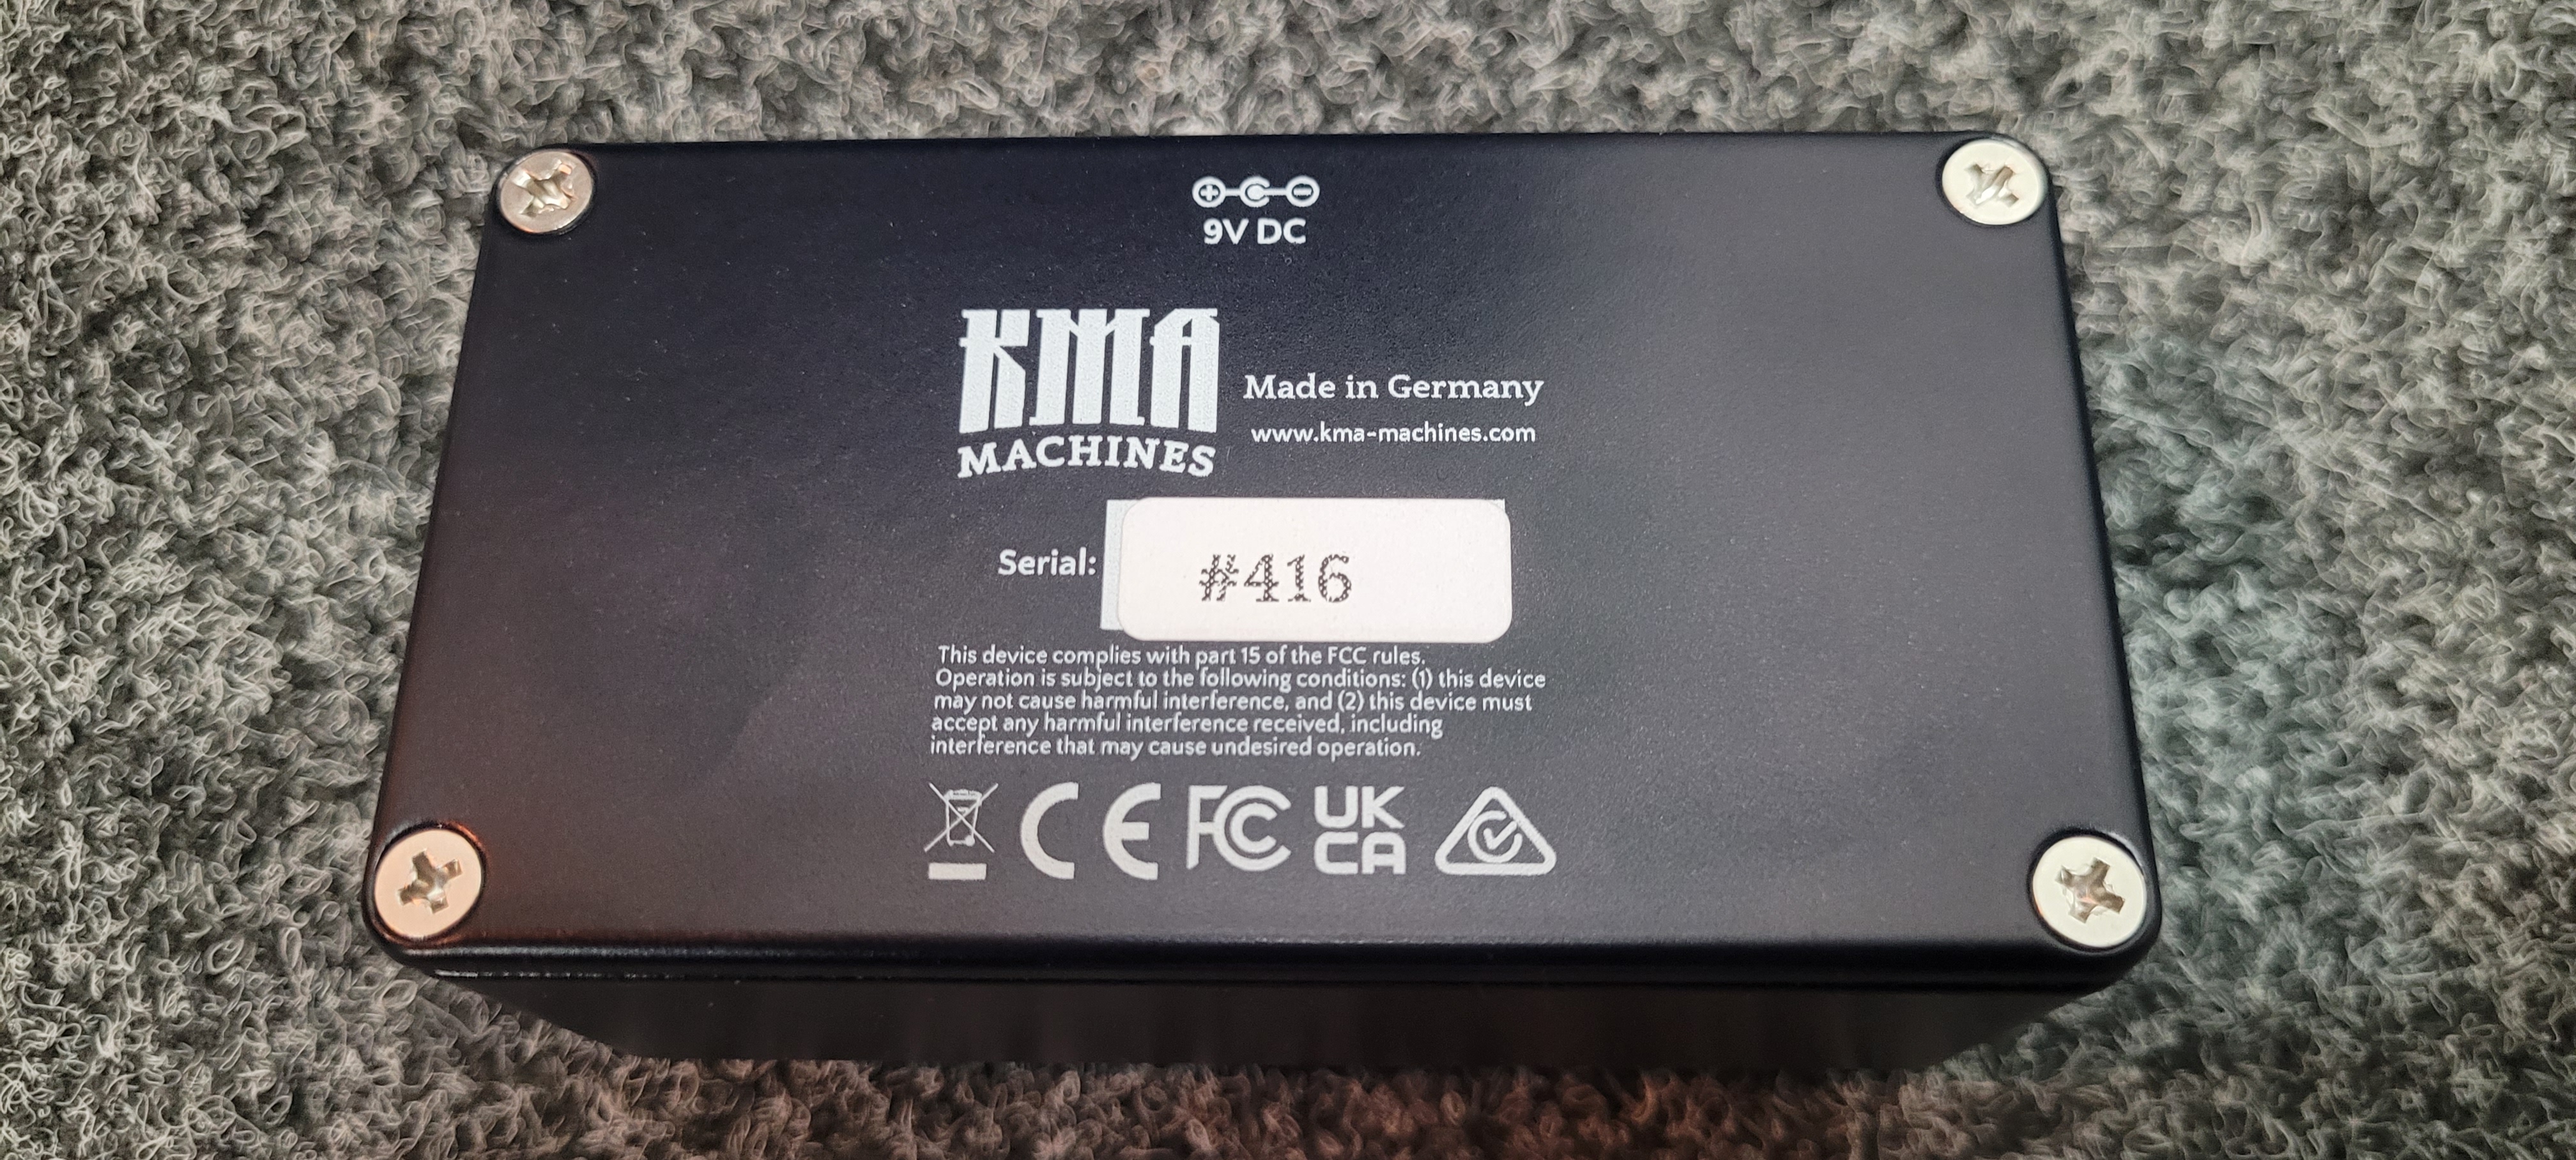 9V DC
KMA
MACHINES
Made in Germany
www.kma-machines.com
Serial: #416
This device complies with part 15 of the FCC rules.
Operation is subject to the following conditions: (1) this device
may not cause harmful interference, and (2) this device must
accept any harmful interference received, including
interference that may cause undesired operation.
CE FC UK
CA